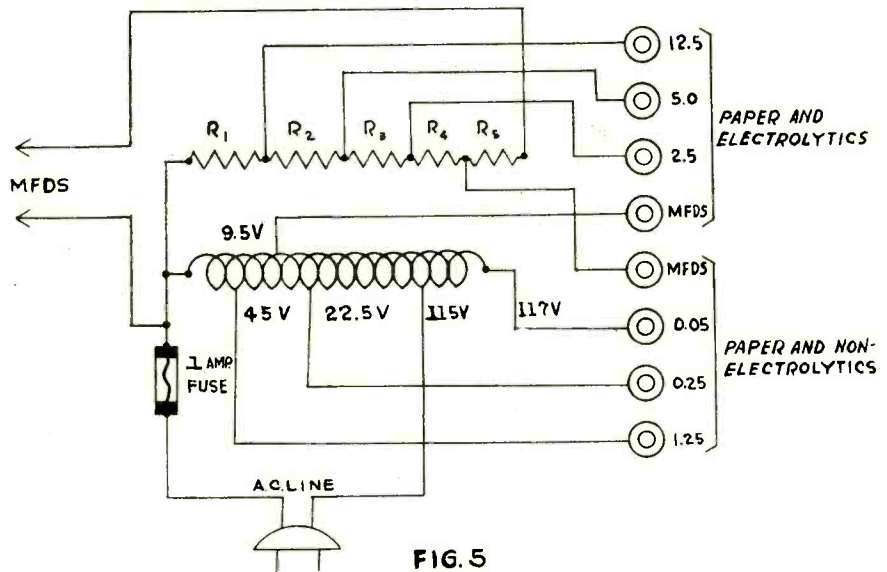 12.5
5.0
PAPER AND
ELECTROLYTICS
R1 R2 R3 R4 R5
2.5
MFDS
MFDS
9.5V
MFDS
45V 22.5V 115V 117V
0.05
PAPER AND NON-
ELECTROLYTICS
1 AMP.
FUSE
0.25
1.25
A.C.LINE
FIG.5